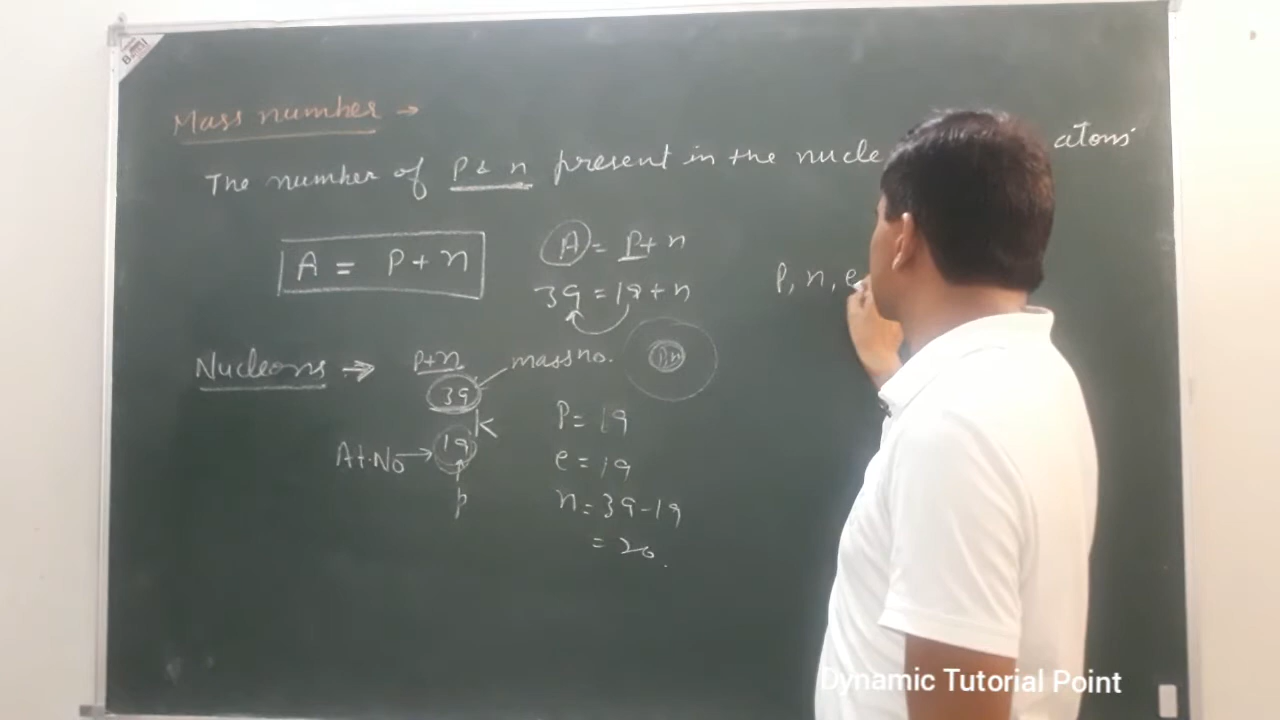 Mass number →
The number of P & n present in the nucle atoms
A = P + n
A = P + n
39 = 19 + n
P, n, e
Nucleons → P+n
mass no.
n
39
K
At.No → 19
p
P = 19
e = 19
n = 39 - 19
= 20.
Dynamic Tutorial Point